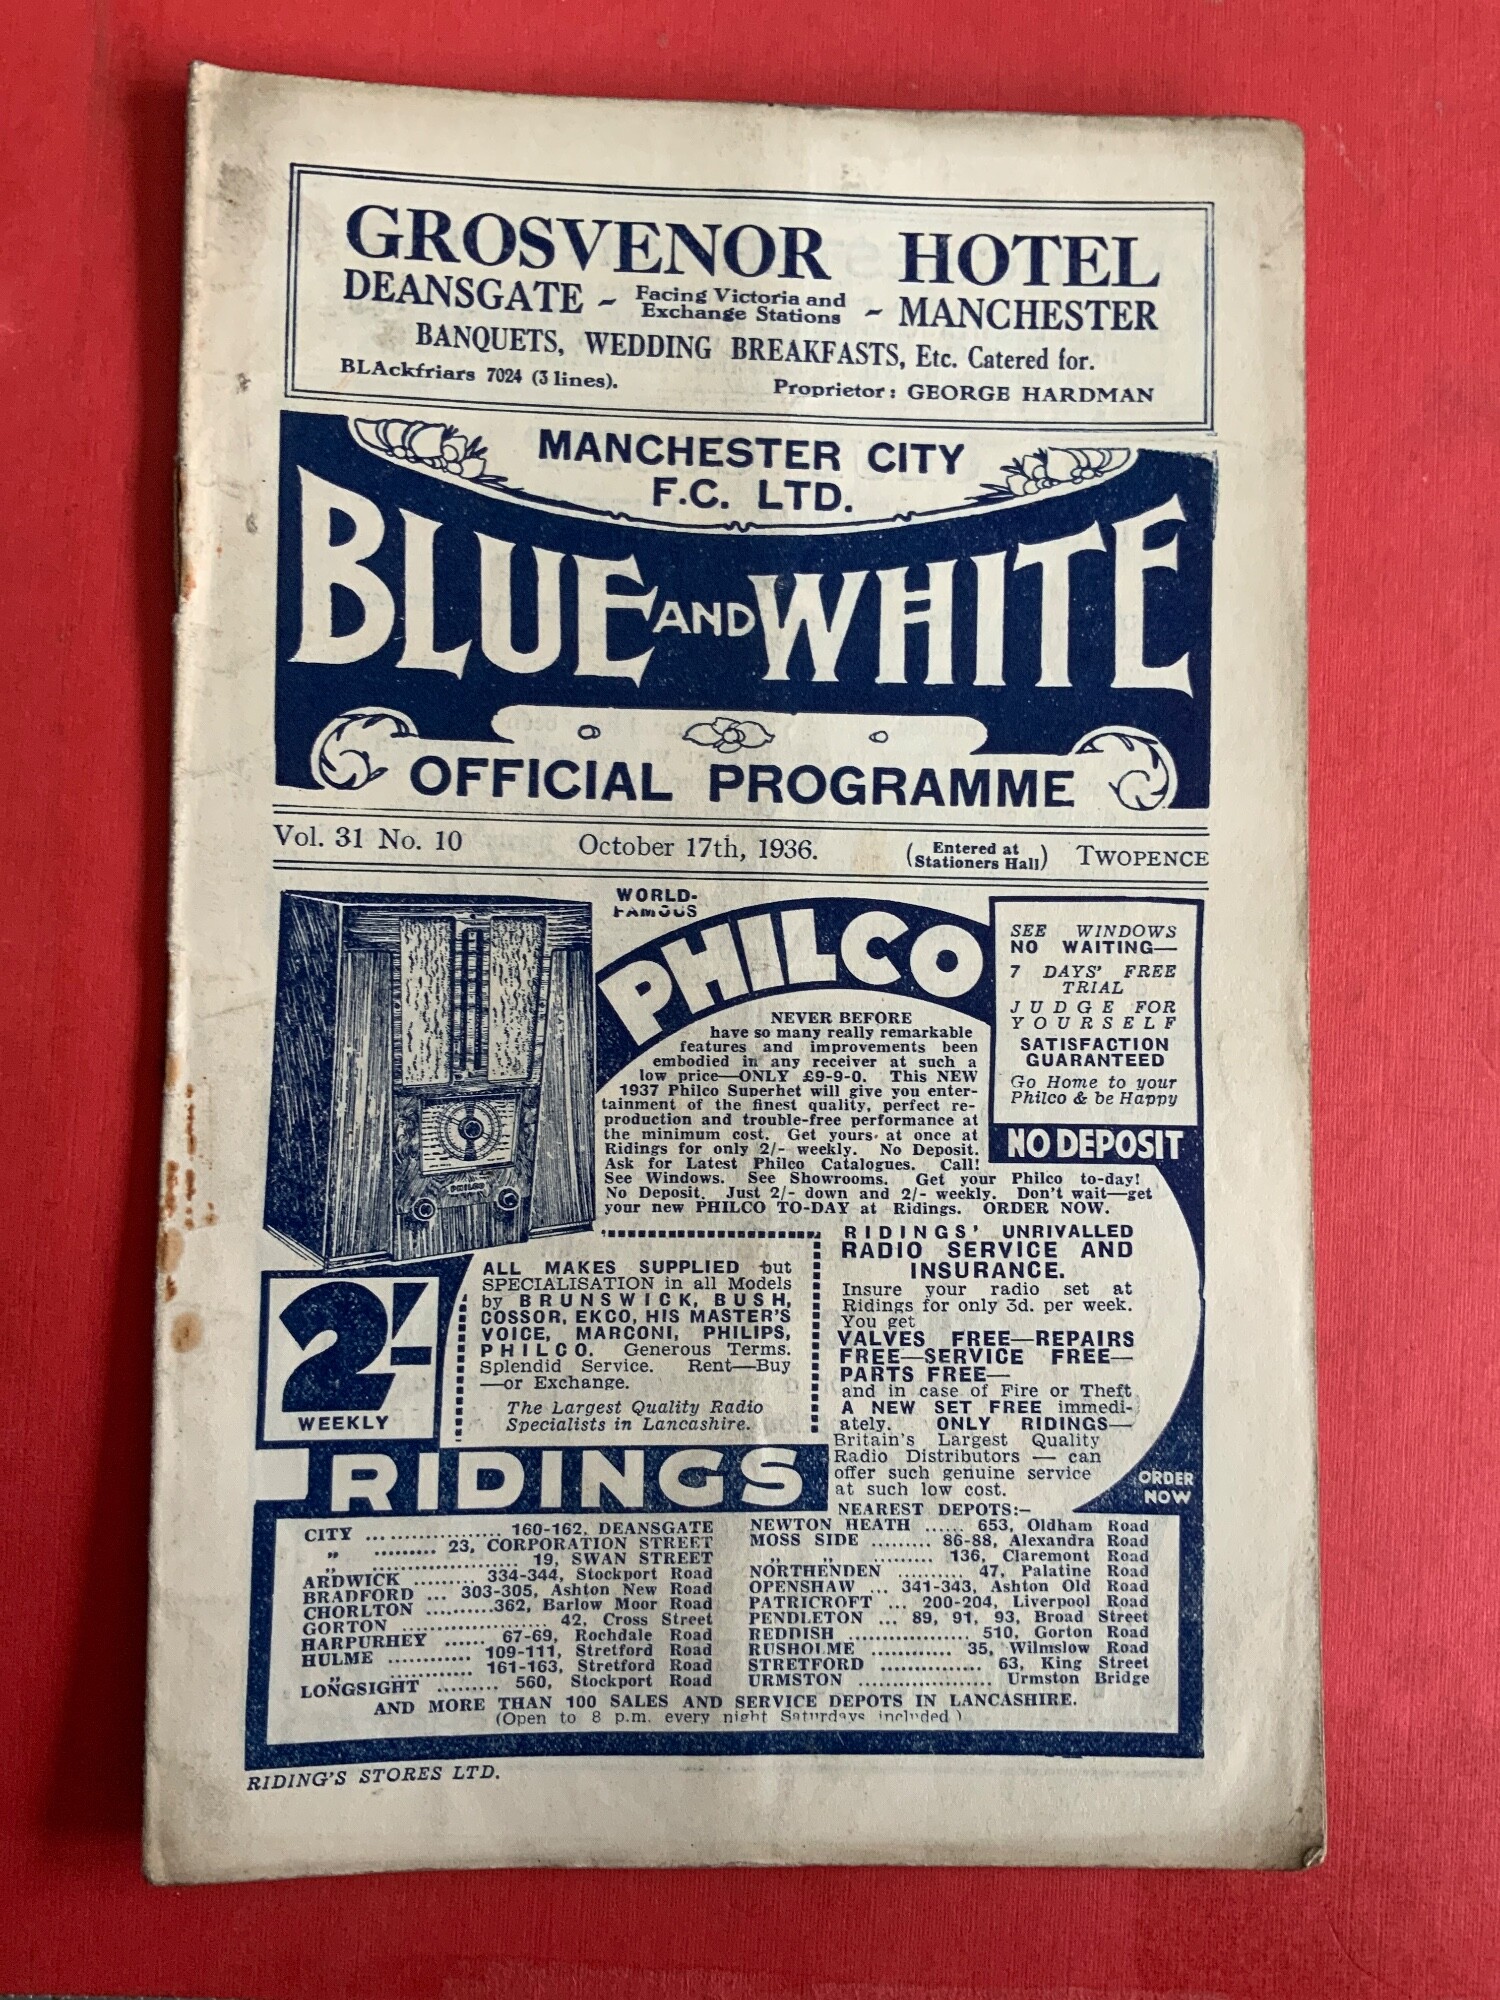 GROSVENOR HOTEL
DEANSGATE ~ Facing Victoria and Exchange Stations ~ MANCHESTER
BANQUETS, WEDDING BREAKFASTS, Etc. Catered for.
BLAckfriars 7024 (3 lines). Proprietor: GEORGE HARDMAN
MANCHESTER CITY
F.C. LTD.
BLUE AND WHITE
OFFICIAL PROGRAMME
Vol. 31 No. 10 October 17th, 1936. (Entered at Stationers Hall) TWOPENCE
WORLD-
FAMOUS
PHILCO
NEVER BEFORE
have so many really remarkable
features and improvements been
embodied in any receiver at such a
low price—ONLY £9-9-0. This NEW
1937 Philco Superhet will give you enter-
tainment of the finest quality, perfect re-
production and trouble-free performance at
the minimum cost. Get yours at once at
Ridings for only 2/- weekly. No Deposit.
Ask for Latest Philco Catalogues. Call!
See Windows. See Showrooms. Get your Philco to-day!
No Deposit. Just 2/- down and 2/- weekly. Don't wait—get
your new PHILCO TO-DAY at Ridings. ORDER NOW.
SEE WINDOWS
NO WAITING—
7 DAYS' FREE
TRIAL
JUDGE FOR
YOURSELF
SATISFACTION
GUARANTEED
Go Home to your
Philco & be Happy
NO DEPOSIT
PHILCO
2/-
WEEKLY
ALL MAKES SUPPLIED but
SPECIALISATION in all Models
by BRUNSWICK, BUSH,
COSSOR, EKCO, HIS MASTER'S
VOICE, MARCONI, PHILIPS,
PHILCO. Generous Terms.
Splendid Service. Rent—Buy
—or Exchange.
The Largest Quality Radio
Specialists in Lancashire.
RIDINGS' UNRIVALLED
RADIO SERVICE AND
INSURANCE.
Insure your radio set at
Ridings for only 3d. per week.
You get
VALVES FREE—REPAIRS
FREE—SERVICE FREE—
PARTS FREE—
and in case of Fire or Theft
A NEW SET FREE immedi-
ately. ONLY RIDINGS—
Britain's Largest Quality
Radio Distributors — can
offer such genuine service
at such low cost.
ORDER
NOW
RIDINGS
NEAREST DEPOTS:—
CITY ... 160-162, DEANSGATE
,, ... 23, CORPORATION STREET
,, ... 19, SWAN STREET
ARDWICK ... 334-344, Stockport Road
BRADFORD ... 303-305, Ashton New Road
CHORLTON ... 362, Barlow Moor Road
GORTON ... 42, Cross Street
HARPURHEY ... 67-69, Rochdale Road
HULME ... 109-111, Stretford Road
,, ... 161-163, Stretford Road
LONGSIGHT ... 560, Stockport Road
NEWTON HEATH ... 653, Oldham Road
MOSS SIDE ... 86-88, Alexandra Road
,, ,, ... 136, Claremont Road
NORTHENDEN ... 47, Palatine Road
OPENSHAW ... 341-343, Ashton Old Road
PATRICROFT ... 200-204, Liverpool Road
PENDLETON ... 89, 91, 93, Broad Street
REDDISH ... 510, Gorton Road
RUSHOLME ... 35, Wilmslow Road
STRETFORD ... 63, King Street
URMSTON ... Urmston Bridge
AND MORE THAN 100 SALES AND SERVICE DEPOTS IN LANCASHIRE.
(Open to 8 p.m. every night Saturdays included)
RIDING'S STORES LTD.